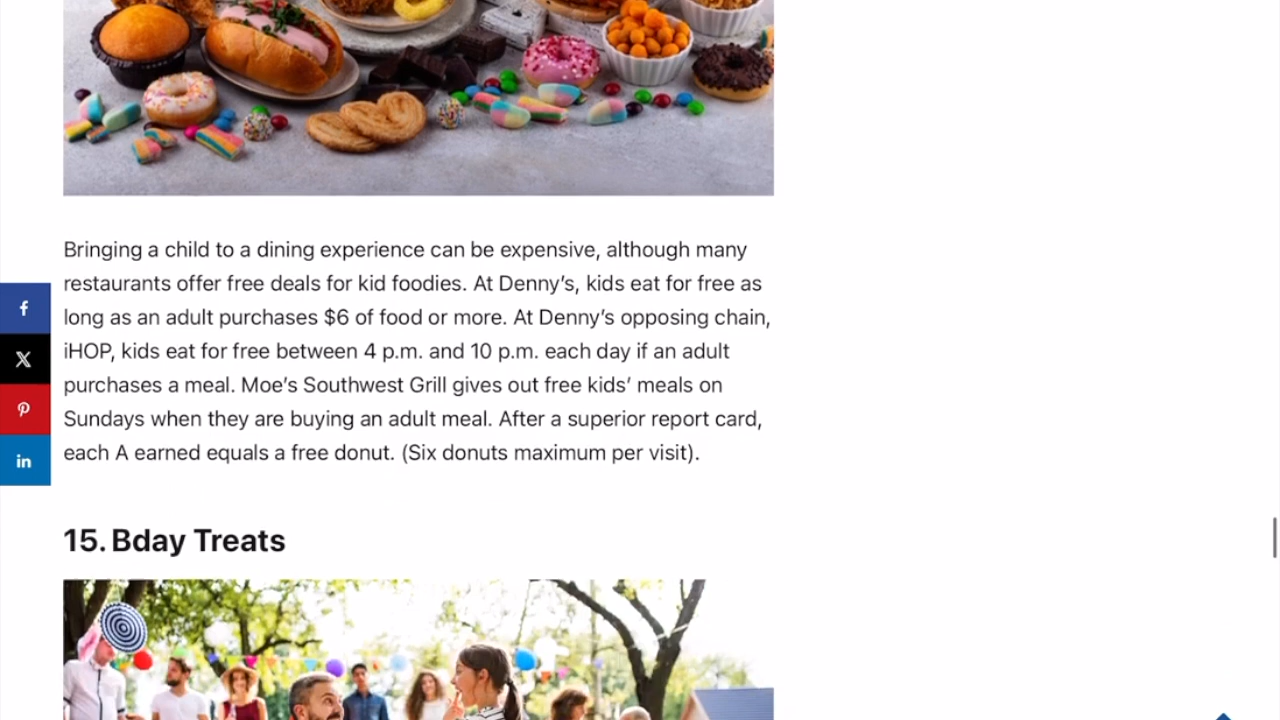 Bringing a child to a dining experience can be expensive, although many
restaurants offer free deals for kid foodies. At Denny’s, kids eat for free as
long as an adult purchases $6 of food or more. At Denny’s opposing chain,
iHOP, kids eat for free between 4 p.m. and 10 p.m. each day if an adult
purchases a meal. Moe’s Southwest Grill gives out free kids’ meals on
Sundays when they are buying an adult meal. After a superior report card,
each A earned equals a free donut. (Six donuts maximum per visit).
15. Bday Treats